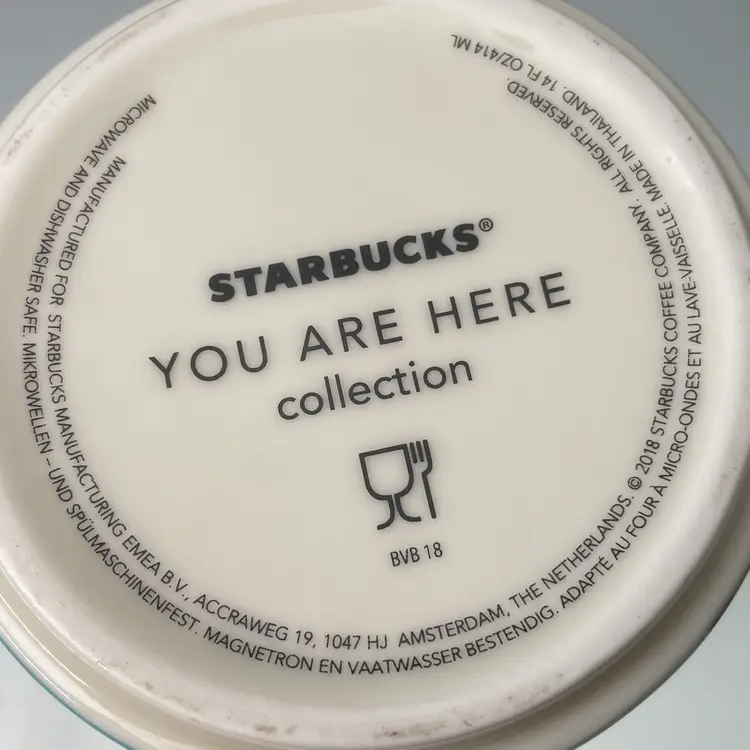 STARBUCKS®
YOU ARE HERE
collection
BVB 18
MANUFACTURED FOR STARBUCKS MANUFACTURING EMEA B.V., ACCRAWEG 19, 1047 HJ AMSTERDAM, THE NETHERLANDS. © 2018 STARBUCKS COFFEE COMPANY. ALL RIGHTS RESERVED
MICROWAVE AND DISHWASHER SAFE. MIKROWELLEN – UND SPÜLMASCHINENFEST. MAGNETRON EN VAATWASSER BESTENDIG. ADAPTÉ AU FOUR À MICRO-ONDES ET AU LAVE-VAISSELLE. MADE IN THAILAND. 14 FL OZ/414 ML